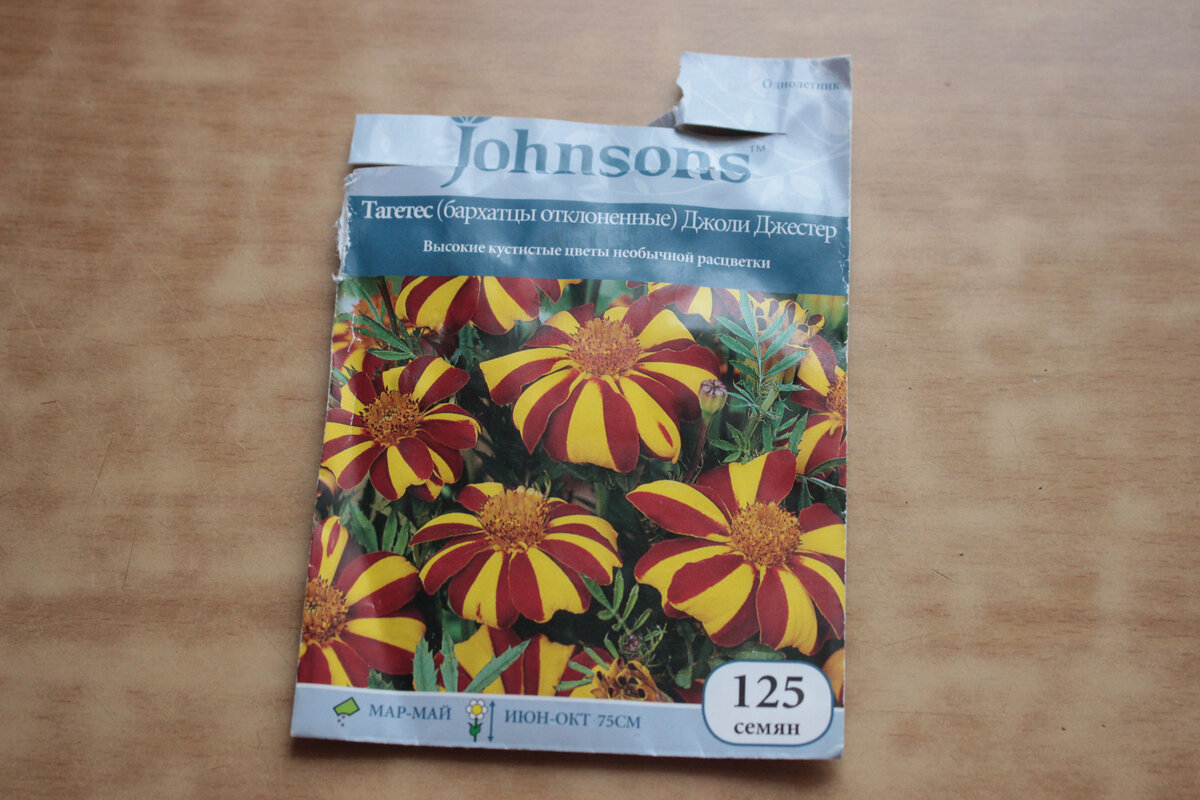 Однолетник
Johnsons™
Тагетес (бархатцы отклоненные) Джоли Джестер
Высокие кустистые цветы необычной расцветки
125
семян
МАР-МАЙ ИЮН-ОКТ 75СМ